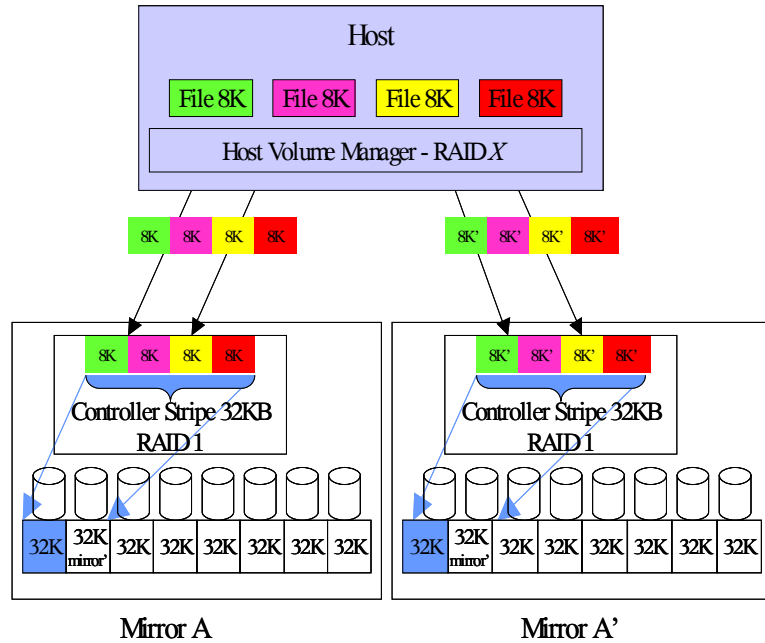 Host
File 8K File 8K File 8K File 8K
Host Volume Manager - RAID X
8K 8K 8K 8K 8K' 8K' 8K' 8K'
8K 8K 8K 8K
Controller Stripe 32KB
RAID 1
8K' 8K' 8K' 8K'
Controller Stripe 32KB
RAID 1
32K 32K mirror' 32K 32K 32K 32K 32K 32K
32K 32K mirror' 32K 32K 32K 32K 32K 32K
Mirror A Mirror A'